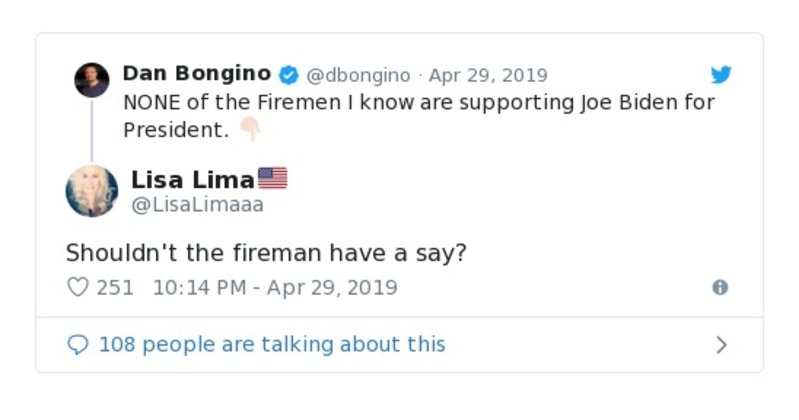 Dan Bongino @dbongino · Apr 29, 2019
NONE of the Firemen I know are supporting Joe Biden for
President. 👇🏻
Lisa Lima🇺🇸
@LisaLimaaa
Shouldn't the fireman have a say?
251 10:14 PM - Apr 29, 2019
108 people are talking about this